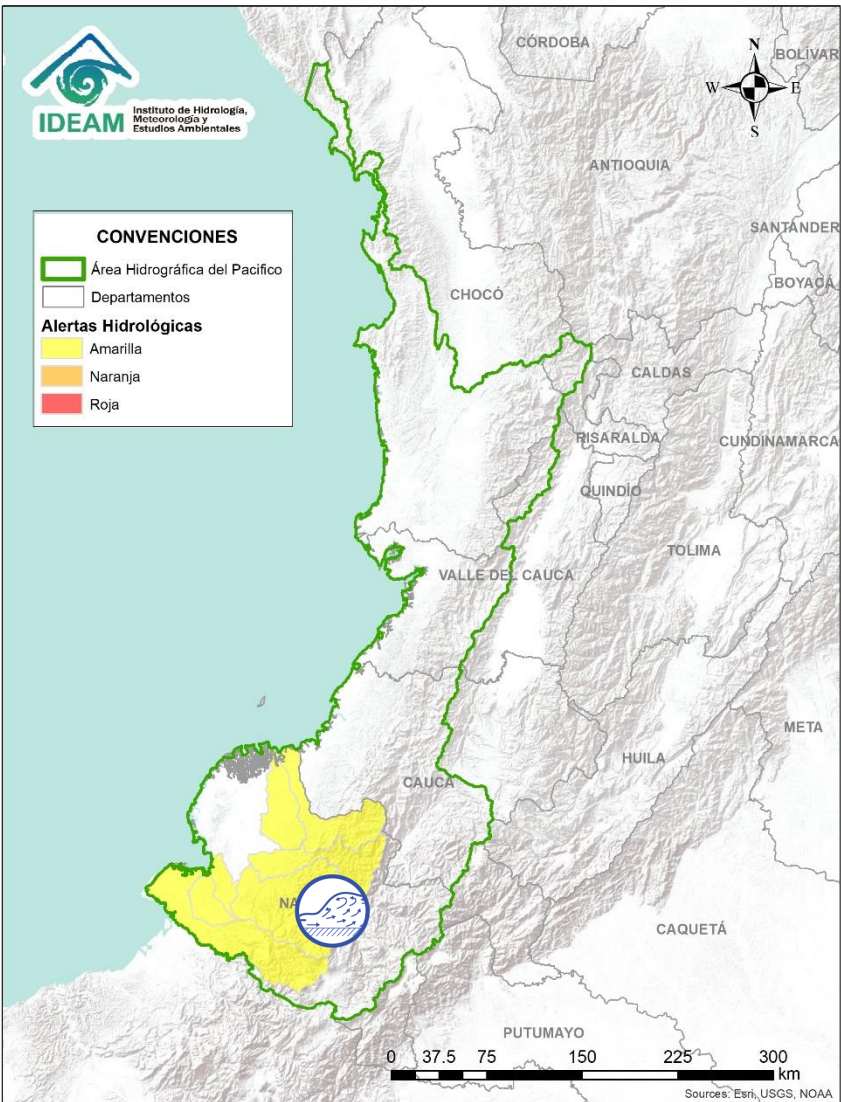 IDEAM
Instituto de Hidrología,
Meteorología y
Estudios Ambientales
N
W
E
S
CÓRDOBA
BOLÍVAR
ANTIOQUIA
SANTANDER
BOYACÁ
CONVENCIONES
Área Hidrográfica del Pacifico
Departamentos
Alertas Hidrológicas
Amarilla
Naranja
Roja
CHOCÓ
CALDAS
RISARALDA
CUNDINAMARCA
QUINDÍO
TOLIMA
VALLE DEL CAUCA
META
HUILA
CAUCA
NA
CAQUETÁ
PUTUMAYO
0 37.5 75 150 225 300
km
Sources: Esri, USGS, NOAA